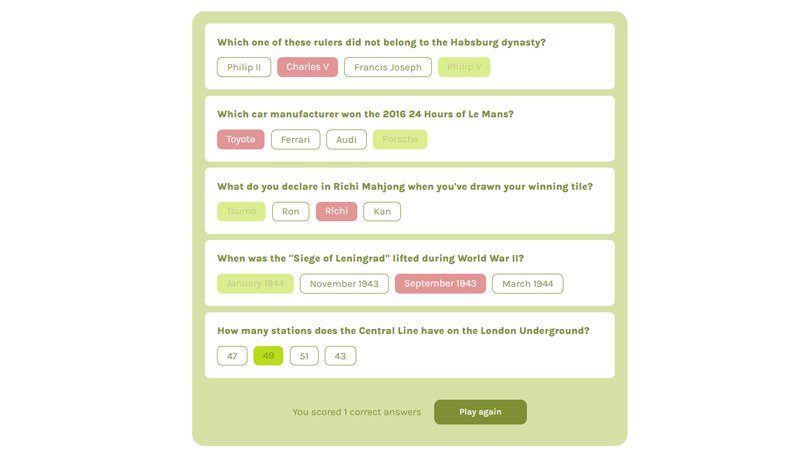 Which one of these rulers did not belong to the Habsburg dynasty?
Philip II Charles V Francis Joseph Philip V
Which car manufacturer won the 2016 24 Hours of Le Mans?
Toyota Ferrari Audi Porsche
What do you declare in Richi Mahjong when you've drawn your winning tile?
Tsumo Ron Richi Kan
When was the "Siege of Leningrad" lifted during World War II?
January 1944 November 1943 September 1943 March 1944
How many stations does the Central Line have on the London Underground?
47 49 51 43
You scored 1 correct answers Play again